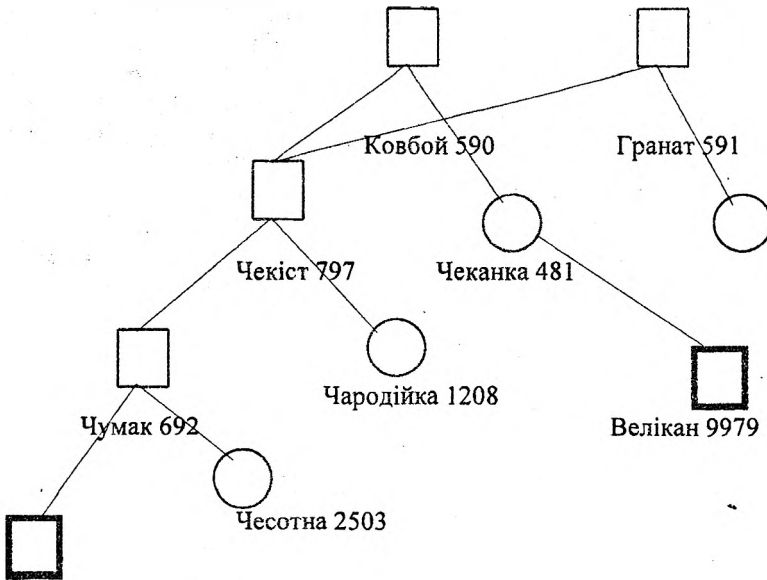 Ковбой 590
Гранат 591
Чекіст 797
Чеканка 481
Чародійка 1208
Чумак 692
Велікан 9979
Чесотна 2503